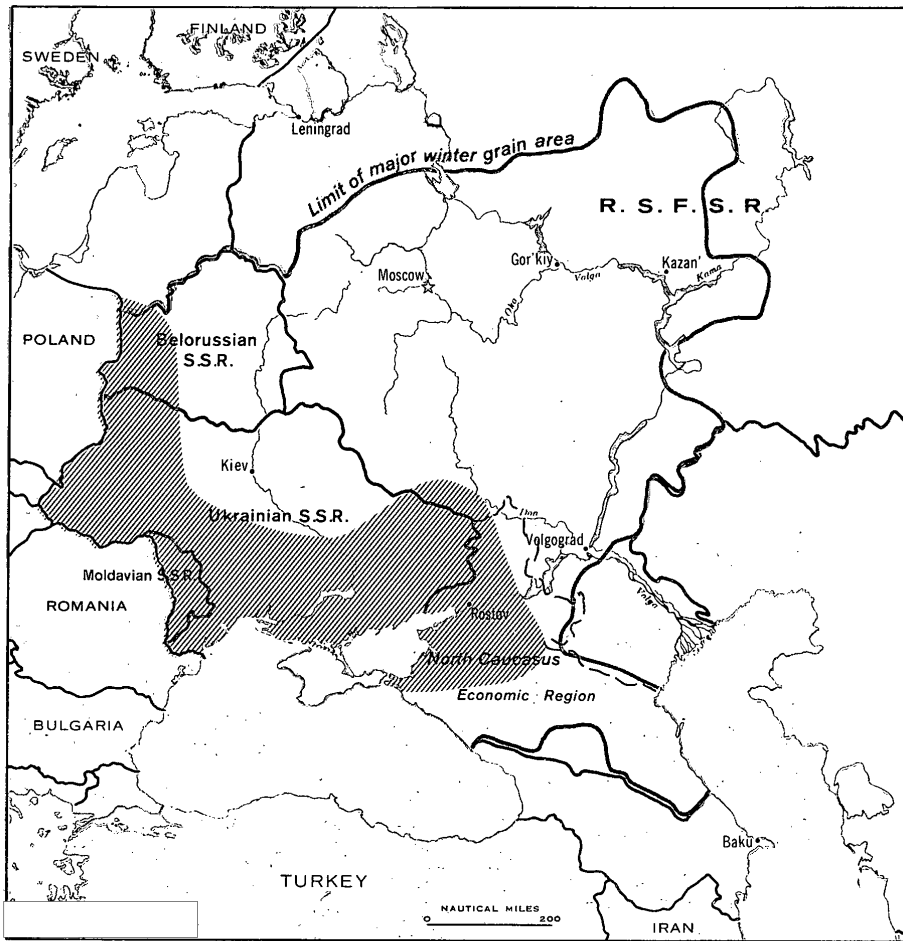 FINLAND
SWEDEN
Leningrad
Limit of major winter grain area
R. S. F. S. R
Gor'kiy
Kazan'
Moscow
Volga
Kama
Oka
POLAND
Belorussian
S.S.R.
Kiev
Ukrainian S.S.R.
Don
Volgograd
Moldavian S.S.R.
Volga
ROMANIA
Rostov
North Caucasus
Economic Region
BULGARIA
Baku
TURKEY
NAUTICAL MILES
0 200
IRAN